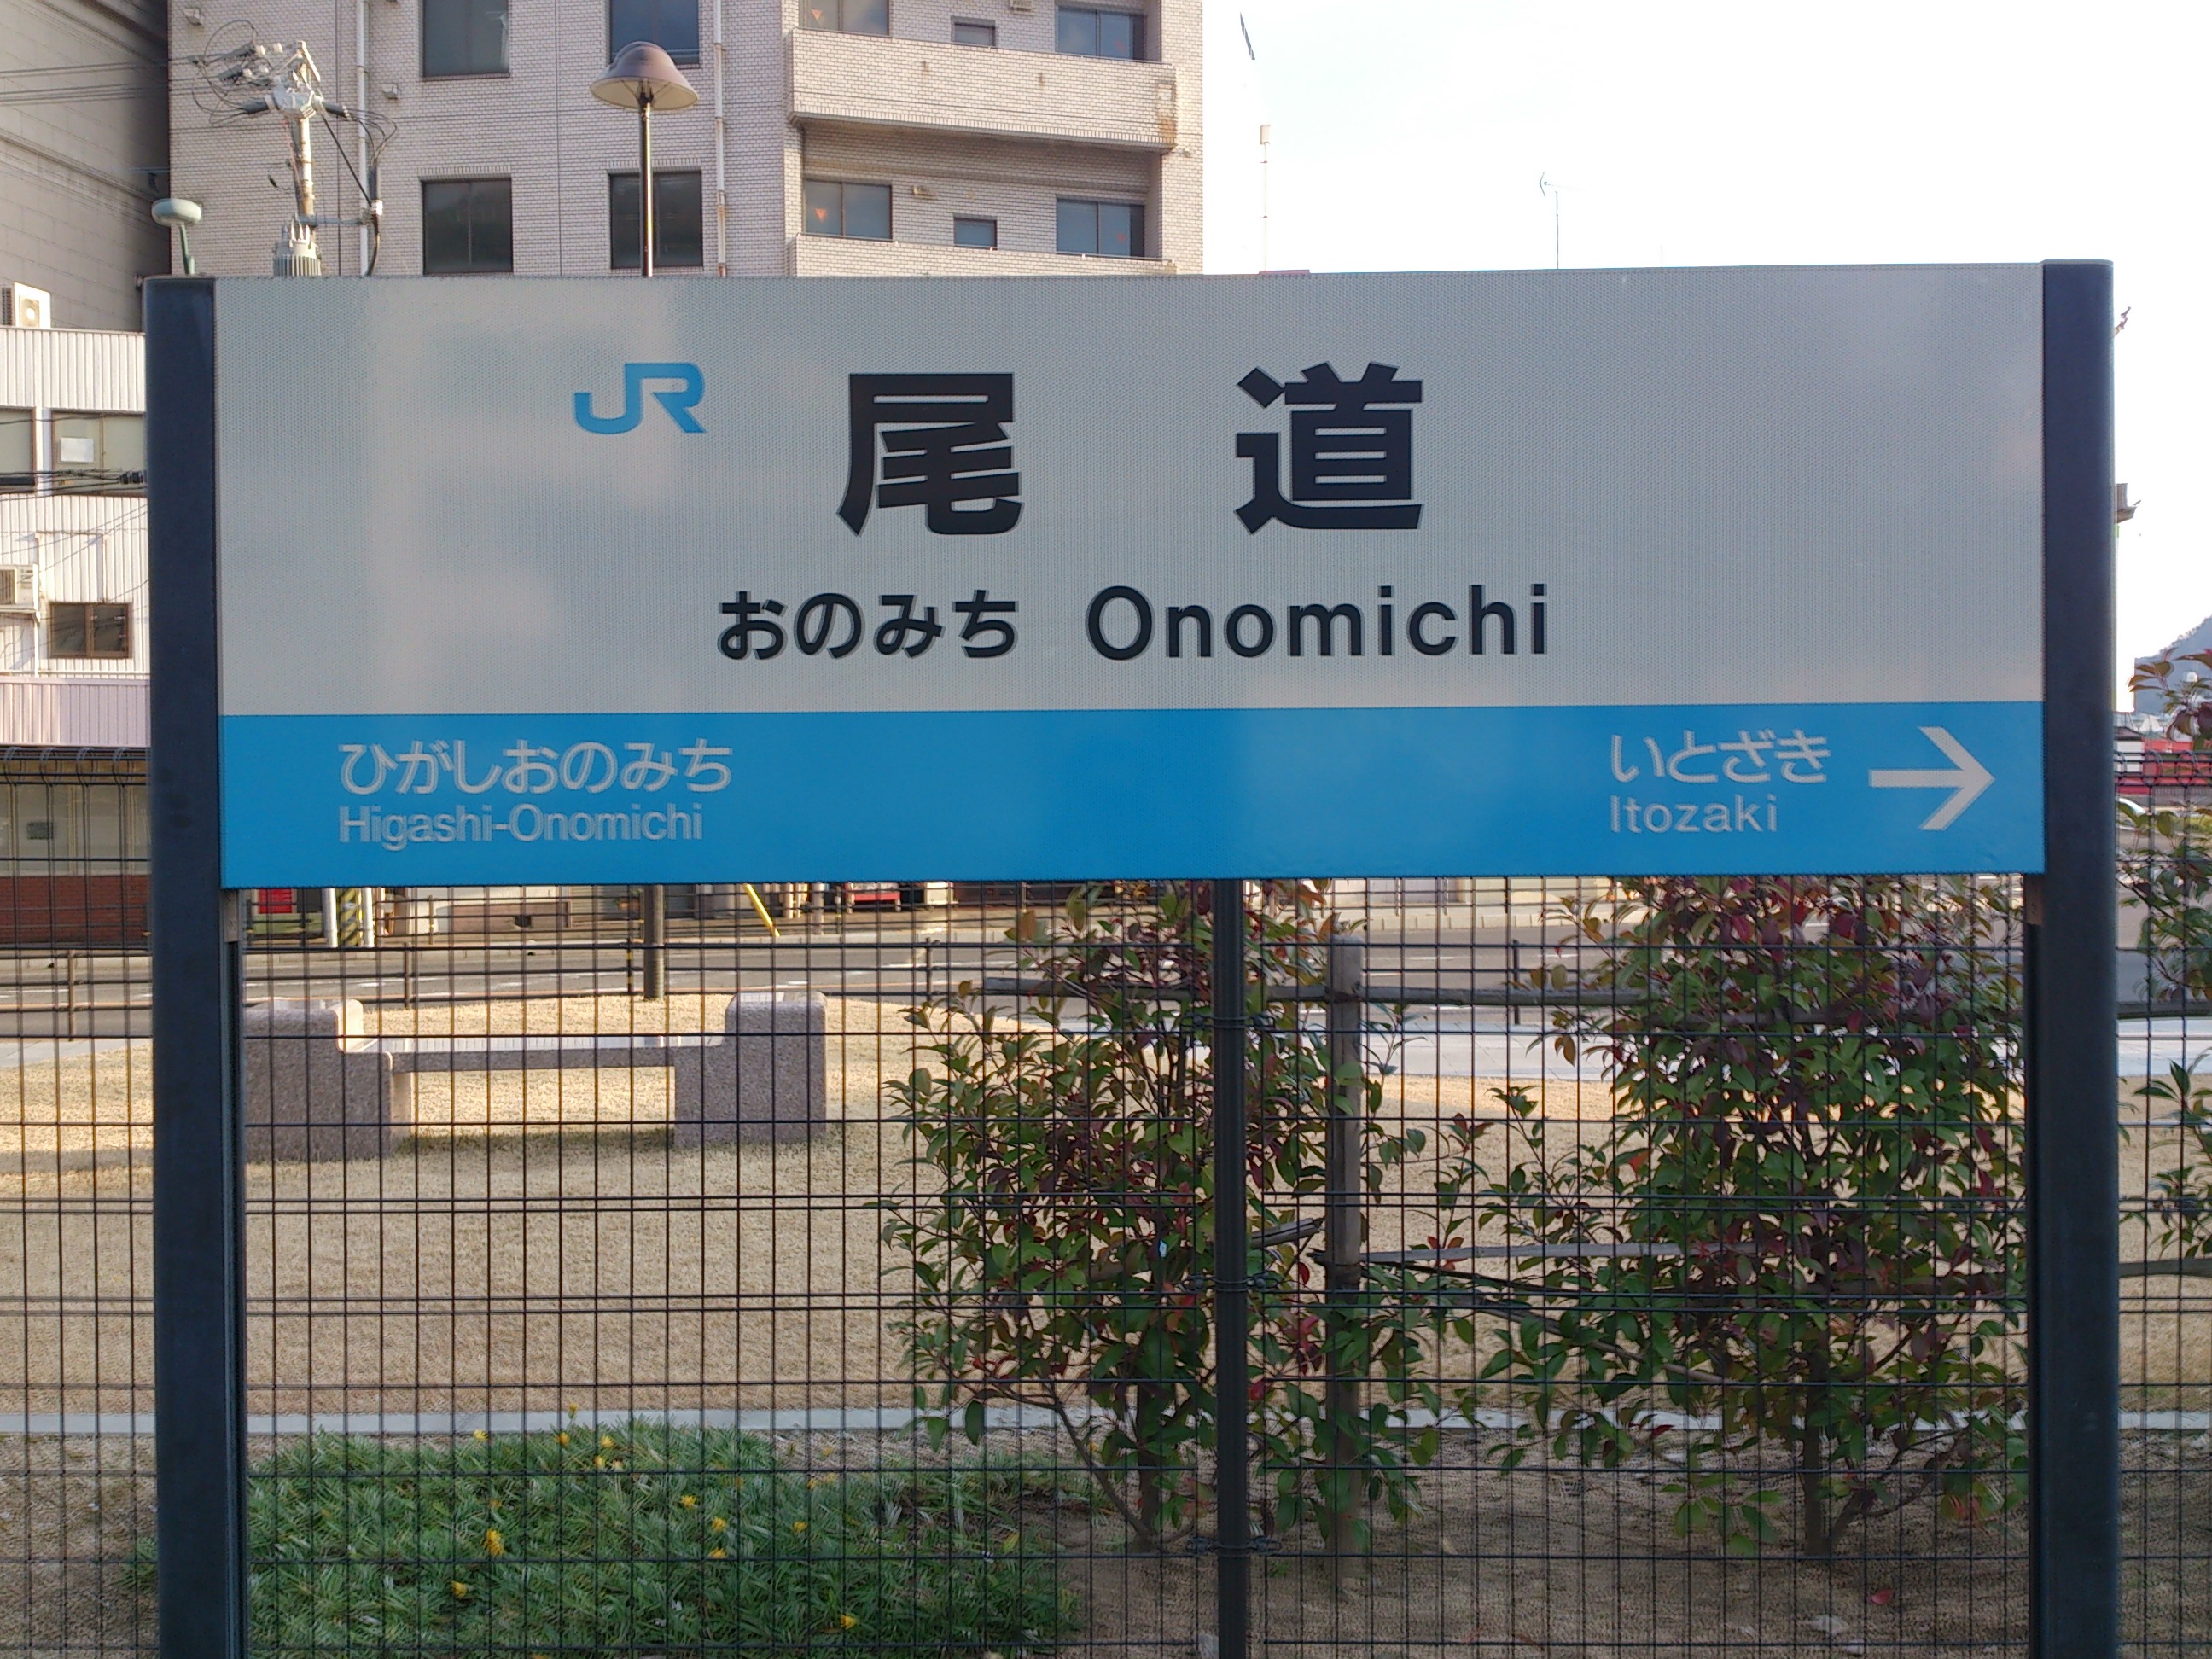 JR 尾道
おのみち Onomichi
ひがしおのみち
Higashi-Onomichi
いとざき →
Itozaki